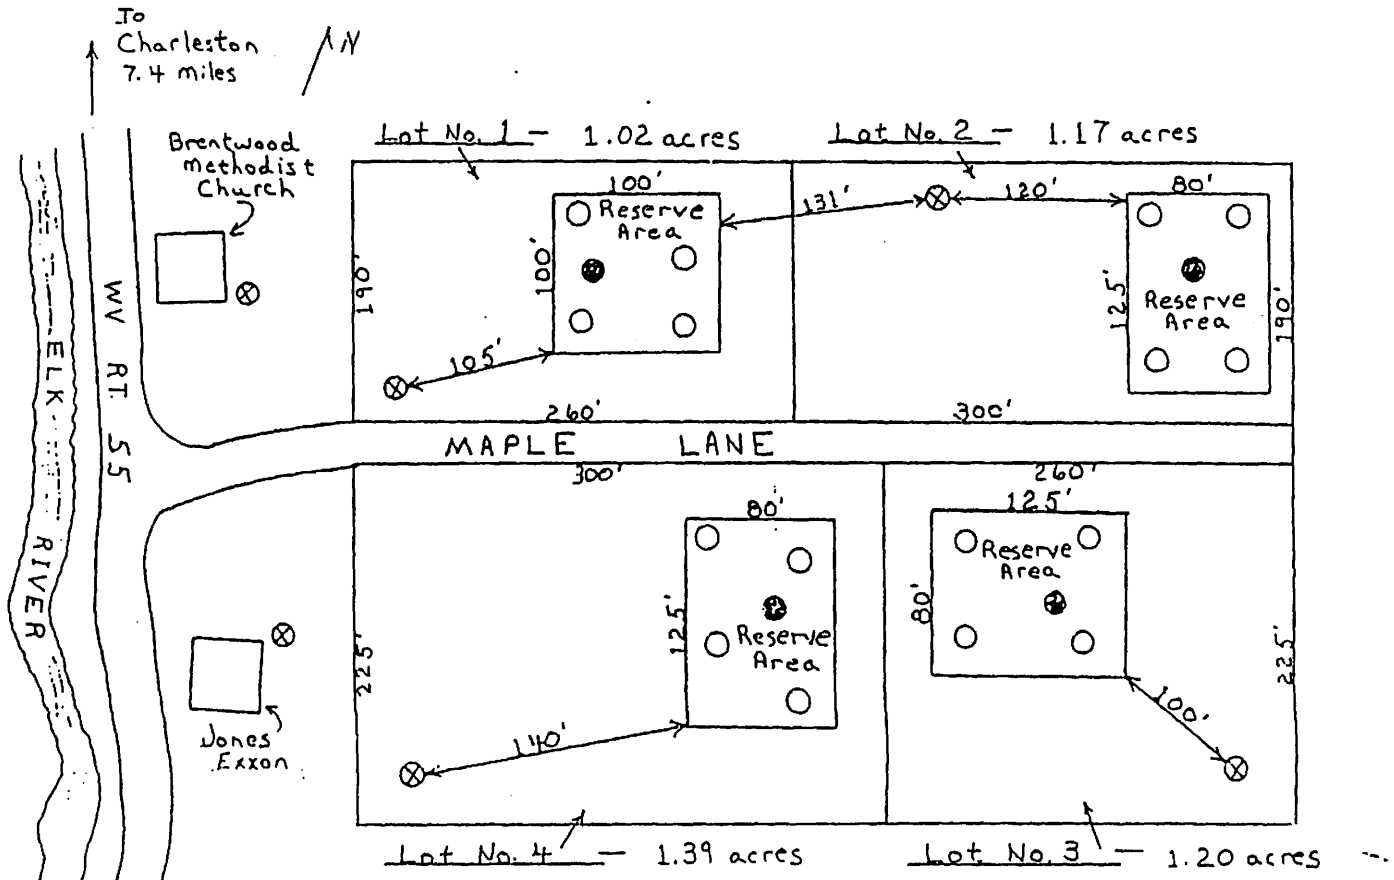 To
Charleston
7.4 miles
N
Brentwood
Methodist
Church
Lot No. 1 - 1.02 acres
Lot No. 2 - 1.17 acres
100'
Reserve
Area
100'
190'
105'
260'
131'
120'
80'
125'
Reserve
Area
190'
300'
WV RT. 55
ELK RIVER
MAPLE LANE
300'
260'
80'
125'
Reserve
Area
225'
140'
125'
80'
Reserve
Area
100'
225'
Jones
Exxon
Lot No. 4 - 1.39 acres
Lot No. 3 - 1.20 acres